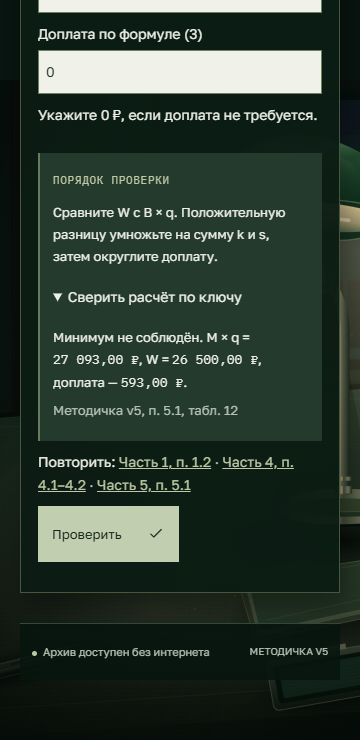 Доплата по формуле (3)
0
Укажите 0 ₽, если доплата не требуется.
ПОРЯДОК ПРОВЕРКИ
Сравните W с B × q. Положительную
разницу умножьте на сумму k и s,
затем округлите доплату.
▼ Сверить расчёт по ключу
Минимум не соблюдён. M × q =
27 093,00 ₽, W = 26 500,00 ₽,
доплата — 593,00 ₽.
Методичка v5, п. 5.1, табл. 12
Повторить: Часть 1, п. 1.2 · Часть 4, п.
4.1–4.2 · Часть 5, п. 5.1
Проверить ✓
Архив доступен без интернета
МЕТОДИЧКА V5